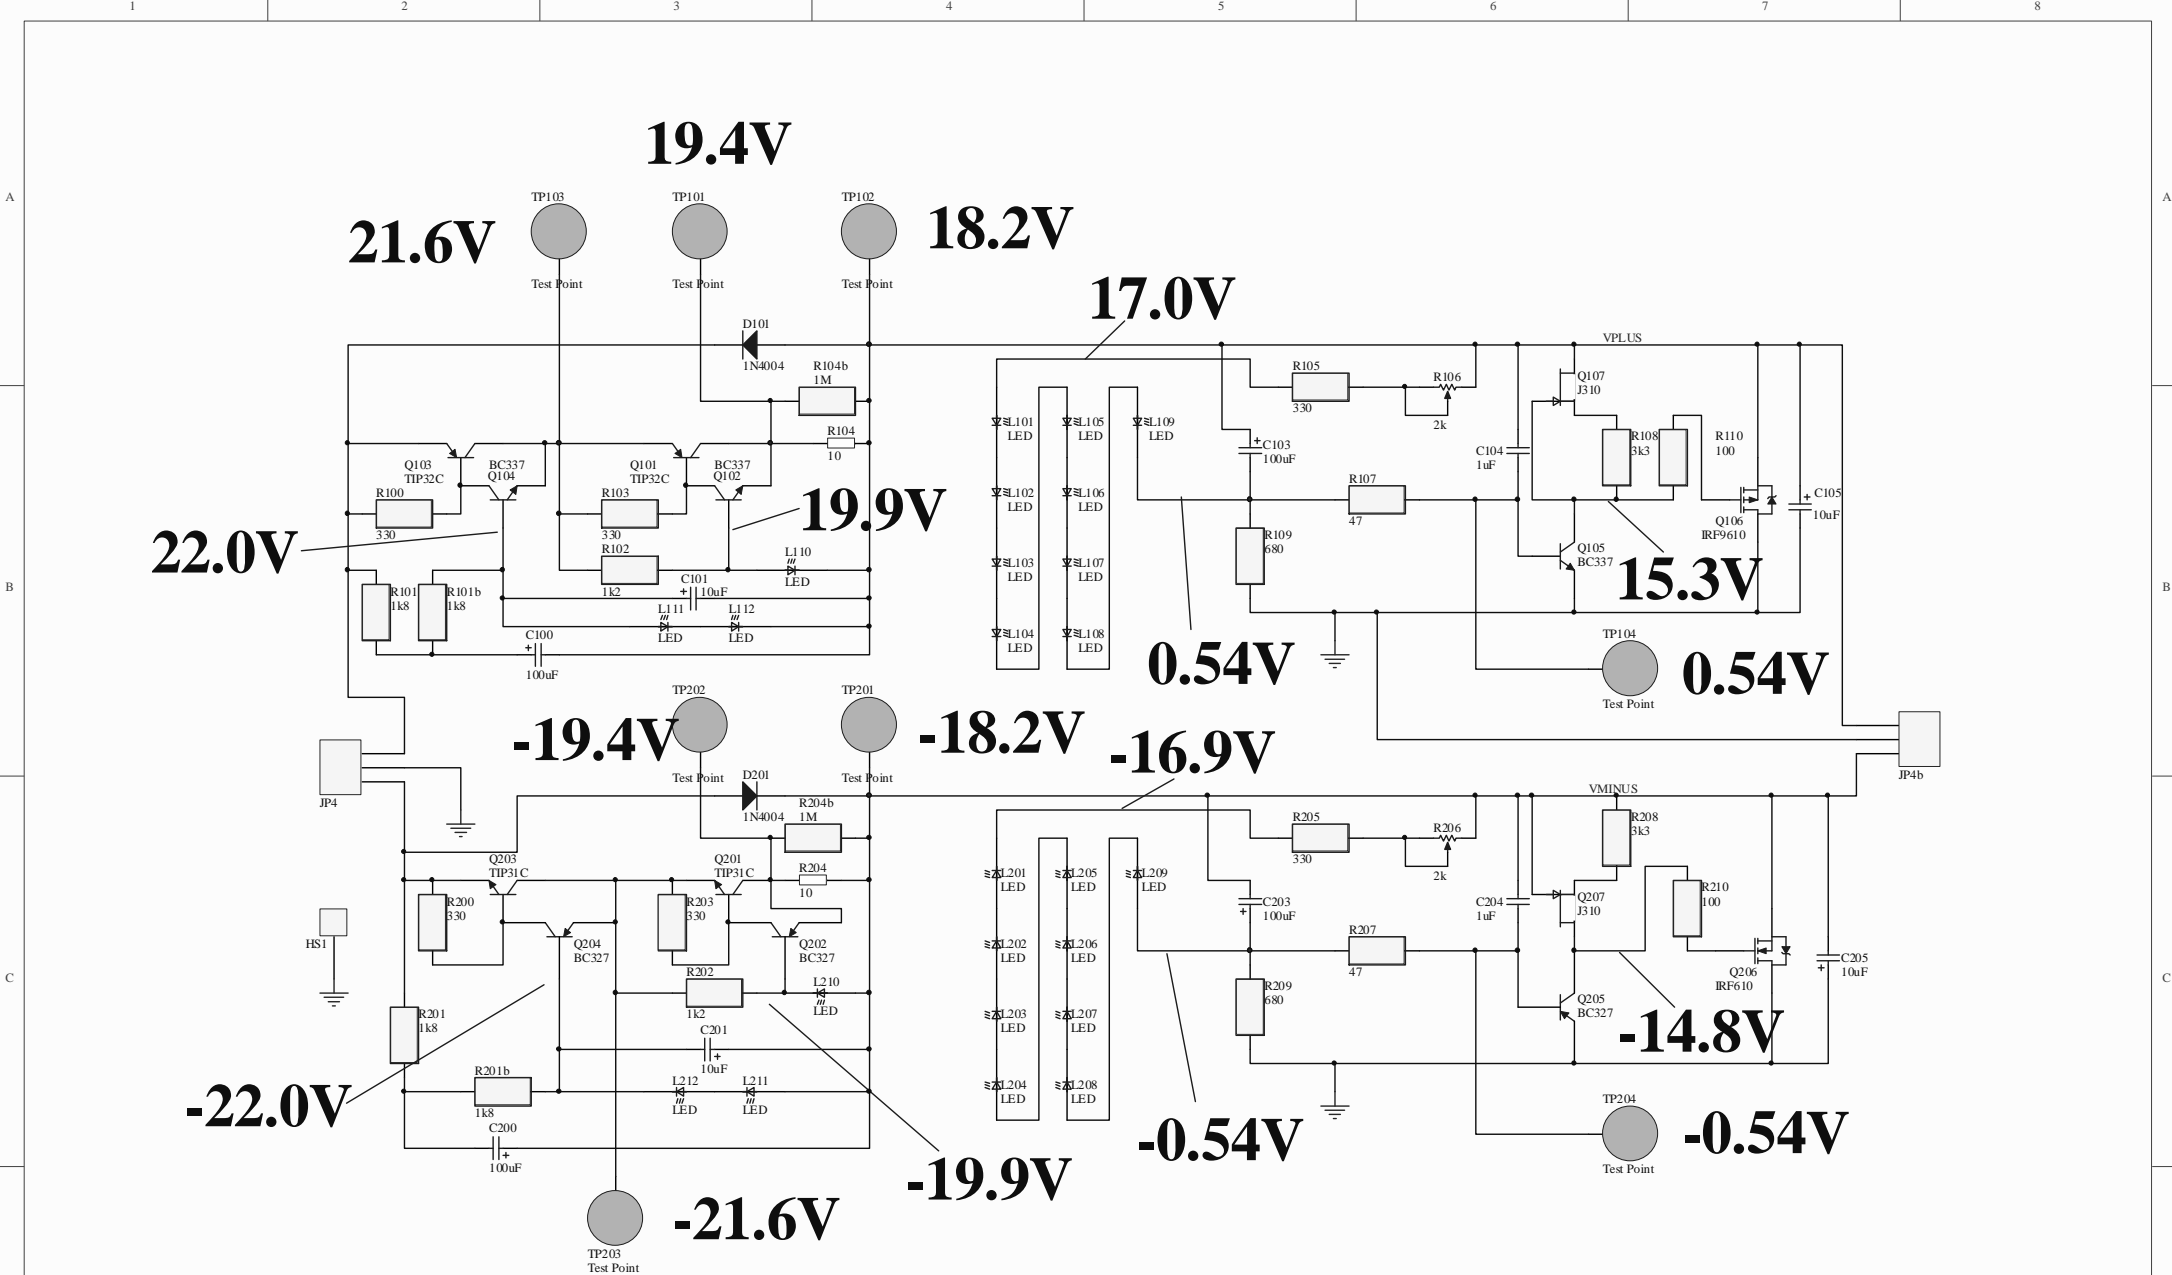 1 2 3 4 5 6 7 8
19.4V
TP103 TP101 TP102
A A
21.6V 18.2V
Test Point Test Point Test Point
17.0V
D101
1N4004
VPLUS
R104b
1M
R105
330
R106
2k
Q107
J310
R104
10
L101
LED
L105
LED
L109
LED
C103
100uF
C104
1uF
R108
3k3
R110
100
Q103
TIP32C
BC337
Q104
Q101
TIP32C
BC337
Q102
R100
330
R103
330
19.9V
L102
LED
L106
LED
R107
47
C105
10uF
Q106
IRF9610
22.0V
R102
1k2
L110
LED
R109
680
Q105
BC337
15.3V
L103
LED
L107
LED
B B
R101
1k8
R101b
1k8
C101
10uF
L111
LED
L112
LED
C100
100uF
L104
LED
L108
LED
0.54V
TP104
0.54V
Test Point
TP202 TP201
-19.4V -18.2V
-16.9V
Test Point Test Point
JP4
JP4b
D201
1N4004
VMINUS
R204b
1M
R205
330
R206
2k
R208
3k3
Q203
TIP31C
Q201
TIP31C
R204
10
L201
LED
L205
LED
L209
LED
C203
100uF
C204
1uF
Q207
J310
R210
100
R200
330
R203
330
HS1
Q204
BC327
Q202
BC327
L202
LED
L206
LED
R207
47
Q206
IRF610
C205
10uF
C C
R202
1k2
L210
LED
R209
680
Q205
BC327
R201
1k8
L203
LED
L207
LED
-14.8V
C201
10uF
R201b
1k8
L212
LED
L211
LED
-22.0V
L204
LED
L208
LED
C200
100uF
-0.54V
TP204
-0.54V
Test Point
-19.9V
-21.6V
TP203
Test Point